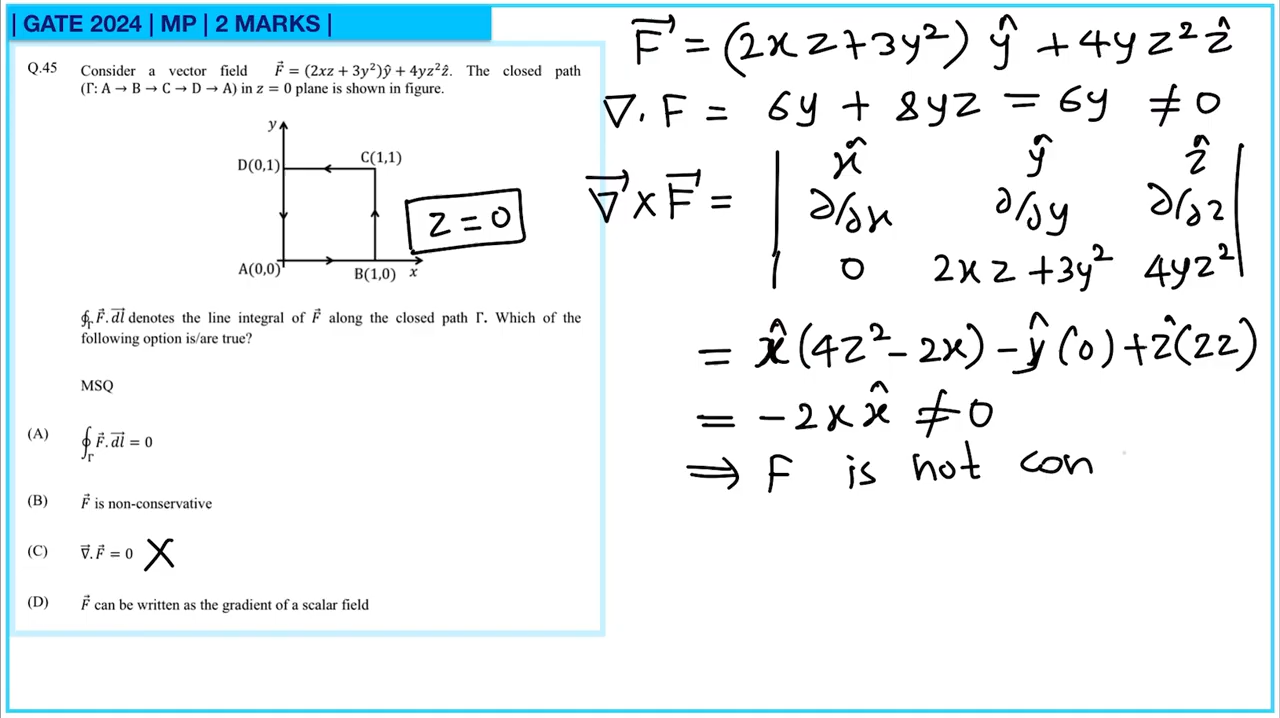 | GATE 2024 | MP | 2 MARKS |
Q.45 Consider a vector field F⃗ = (2xz + 3y²)ŷ + 4yz²ẑ. The closed path
(Γ: A → B → C → D → A) in z = 0 plane is shown in figure.
y
D(0,1) C(1,1)
A(0,0) B(1,0) x
z = 0
∮_Γ F⃗. dl⃗ denotes the line integral of F⃗ along the closed path Γ. Which of the
following option is/are true?
MSQ
(A) ∮_Γ F⃗. dl⃗ = 0
(B) F⃗ is non-conservative
(C) ∇⃗. F⃗ = 0 X
(D) F⃗ can be written as the gradient of a scalar field
F⃗ = (2xz+3y²) ŷ + 4yz² ẑ
∇. F = 6y + 8yz = 6y ≠ 0
x̂ ŷ ẑ
∇⃗ × F⃗ = | ∂/∂x ∂/∂y ∂/∂z |
0 2xz+3y² 4yz²
= x̂(4z² - 2x) - ŷ(0) + ẑ(2z)
= -2x x̂ ≠ 0
⇒ F is not con